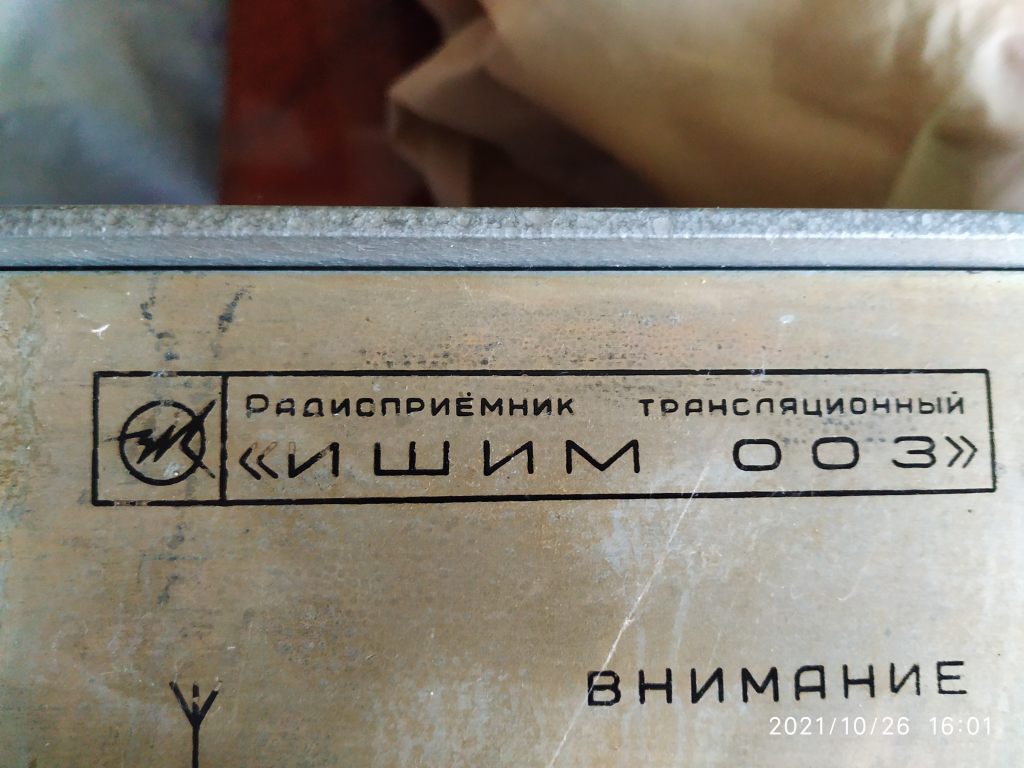 Радиоприёмник трансляционный
«ИШИМ 003»
ВНИМАНИЕ
2021/10/26 16:01